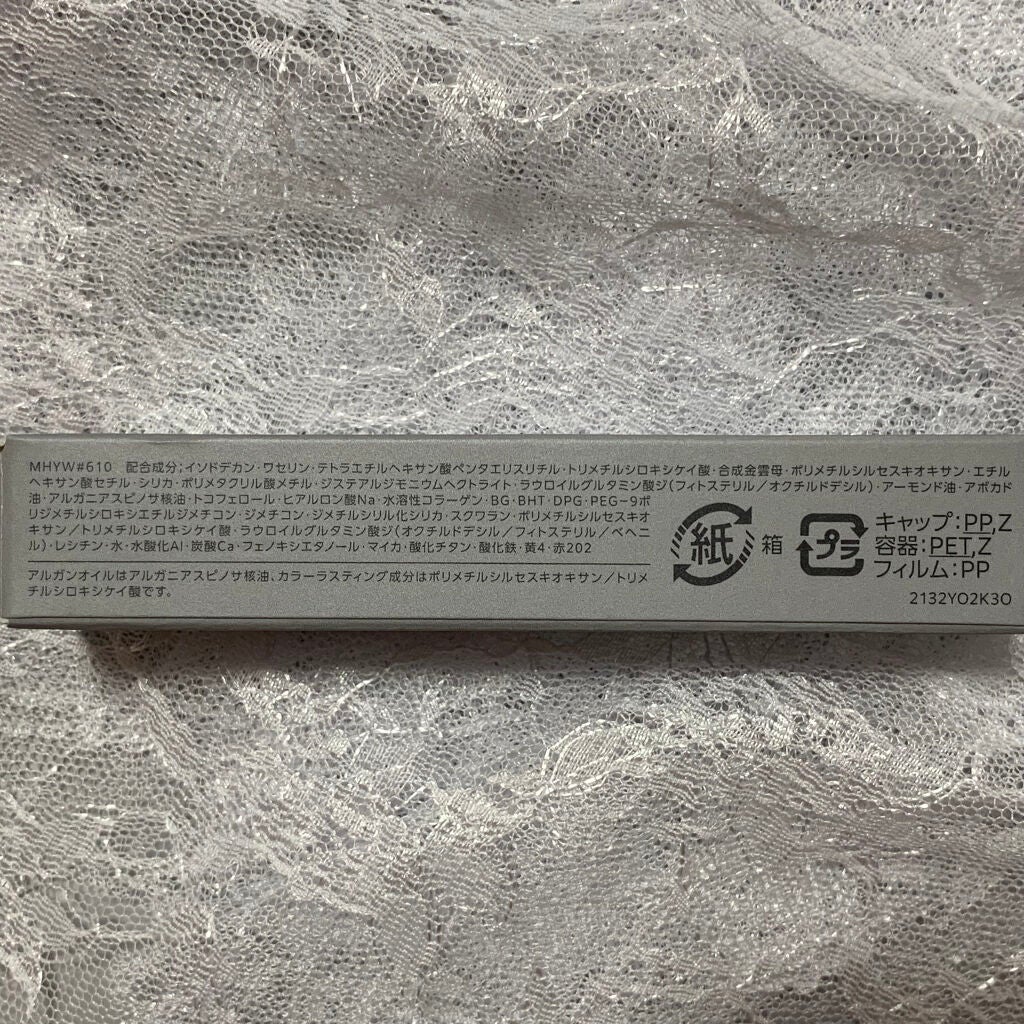 MHYW#610 配合成分;イソドデカン・ワセリン・テトラエチルヘキサン酸ペンタエリスリチル・トリメチルシロキシケイ酸・合成金雲母・ポリメチルシルセスキオキサン・エチル
ヘキサン酸セチル・シリカ・ポリメタクリル酸メチル・ジステアルジモニウムヘクトライト・ラウロイルグルタミン酸ジ(フィトステリル/オクチルドデシル)・アーモンド油・アボカド
油・アルガニアスピノサ核油・トコフェロール・ヒアルロン酸Na・水溶性コラーゲン・BG・BHT・DPG・PEG-9ポ
リジメチルシロキシエチルジメチコン・ジメチコン・ジメチルシリル化シリカ・スクワラン・ポリメチルシルセスキオ
キサン/トリメチルシロキシケイ酸・ラウロイルグルタミン酸ジ(オクチルドデシル/フィトステリル/ベヘニ
ル)・レシチン・水・水酸化Al・炭酸Ca・フェノキシエタノール・マイカ・酸化チタン・酸化鉄・黄4・赤202
アルガンオイルはアルガニアスピノサ核油、カラーラスティング成分はポリメチルシルセスキオキサン/トリメ
チルシロキシケイ酸です。
紙 箱
プラ
キャップ:PP,Z
容器:PET,Z
フィルム:PP
2132YO2K3O